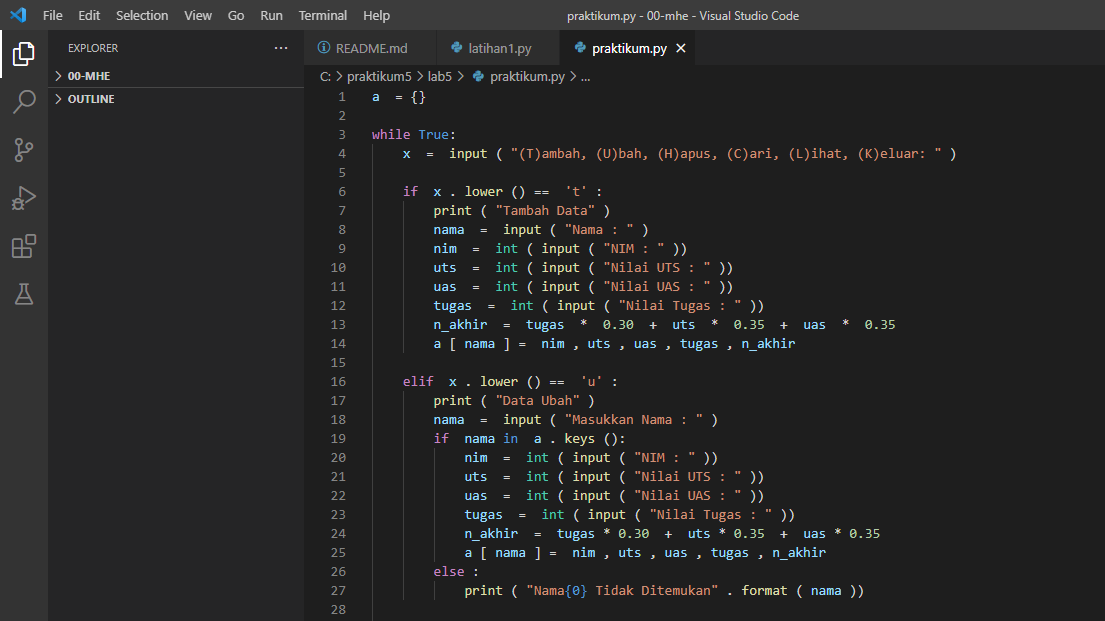 File Edit Selection View Go Run Terminal Help praktikum.py - 00-mhe - Visual Studio Code
EXPLORER ...
00-MHE
OUTLINE
README.md latihan1.py praktikum.py
C: > praktikum5 > lab5 > praktikum.py > ...
1 a = {}
2
3 while True:
4 x = input ( "(T)ambah, (U)bah, (H)apus, (C)ari, (L)ihat, (K)eluar: " )
5
6 if x . lower () == 't' :
7 print ( "Tambah Data" )
8 nama = input ( "Nama : " )
9 nim = int ( input ( "NIM : " ))
10 uts = int ( input ( "Nilai UTS : " ))
11 uas = int ( input ( "Nilai UAS : " ))
12 tugas = int ( input ( "Nilai Tugas : " ))
13 n_akhir = tugas * 0.30 + uts * 0.35 + uas * 0.35
14 a [ nama ] = nim , uts , uas , tugas , n_akhir
15
16 elif x . lower () == 'u' :
17 print ( "Data Ubah" )
18 nama = input ( "Masukkan Nama : " )
19 if nama in a . keys ():
20 nim = int ( input ( "NIM : " ))
21 uts = int ( input ( "Nilai UTS : " ))
22 uas = int ( input ( "Nilai UAS : " ))
23 tugas = int ( input ( "Nilai Tugas : " ))
24 n_akhir = tugas * 0.30 + uts * 0.35 + uas * 0.35
25 a [ nama ] = nim , uts , uas , tugas , n_akhir
26 else :
27 print ( "Nama{0} Tidak Ditemukan" . format ( nama ))
28